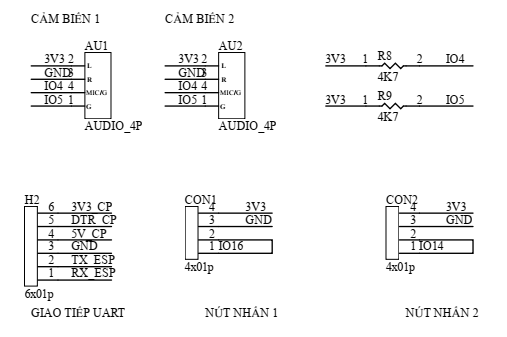 CẢM BIẾN 1
CẢM BIẾN 2
AU1
3V3 2 L
GND 3 R
IO4 4 MIC/G
IO5 1 G
AUDIO_4P
AU2
3V3 2 L
GND 3 R
IO4 4 MIC/G
IO5 1 G
AUDIO_4P
3V3 1 R8 2 IO4
4K7
3V3 1 R9 2 IO5
4K7
H2
6 3V3_CP
5 DTR_CP
4 5V_CP
3 GND
2 TX_ESP
1 RX_ESP
6x01p
GIAO TIẾP UART
CON1
4 3V3
3 GND
2
1 IO16
4x01p
NÚT NHẤN 1
CON2
4 3V3
3 GND
2
1 IO14
4x01p
NÚT NHẤN 2